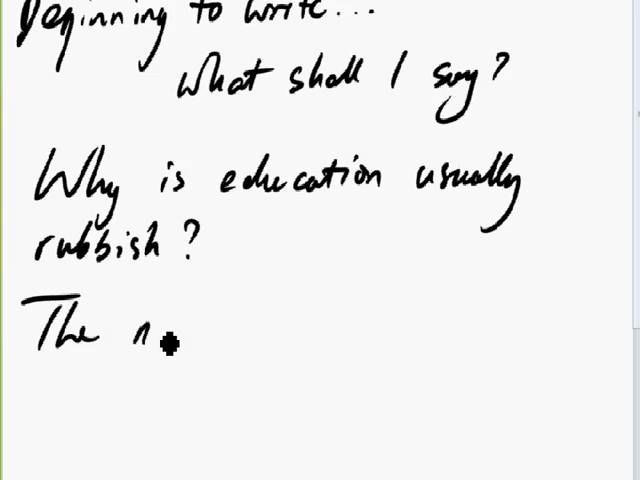 Beginning to write...
What shall I say?
Why is education usually
rubbish?
The n